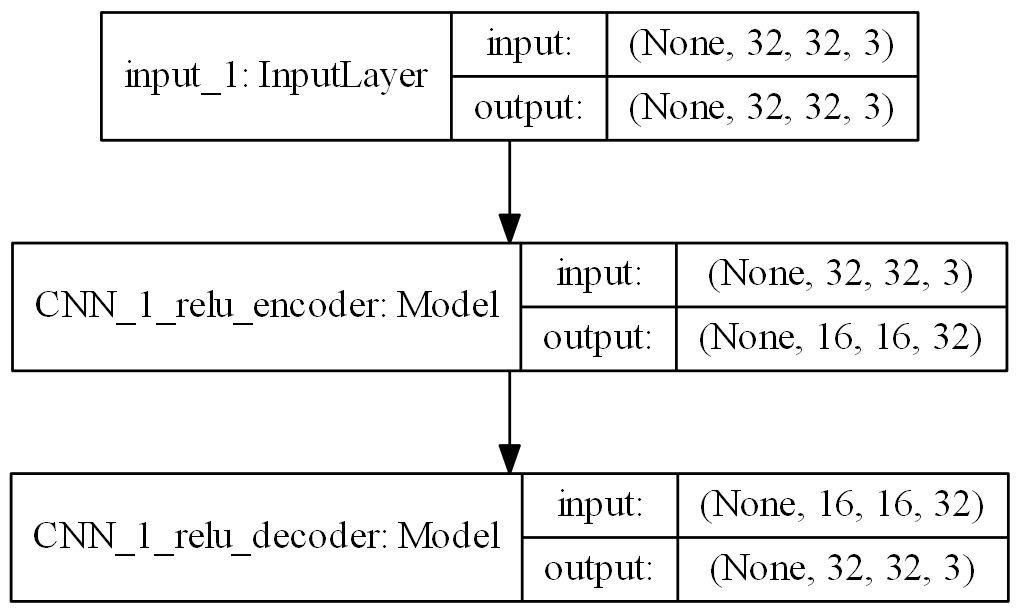 input_1: InputLayer
input:
(None, 32, 32, 3)
output:
(None, 32, 32, 3)
CNN_1_relu_encoder: Model
input:
(None, 32, 32, 3)
output:
(None, 16, 16, 32)
CNN_1_relu_decoder: Model
input:
(None, 16, 16, 32)
output:
(None, 32, 32, 3)